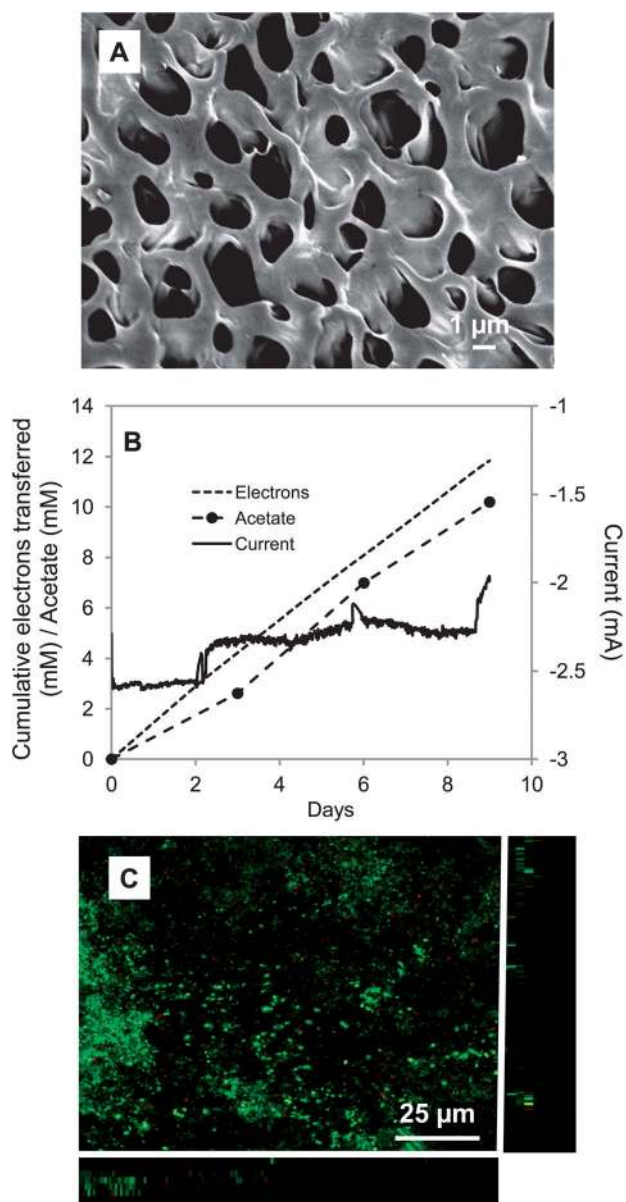 A
1 μm
14
12
10
8
6
4
2
0
Cumulative electrons transferred
(mM) / Acetate (mM)
B
Electrons
Acetate
Current
-1
-1.5
-2
-2.5
-3
Current (mA)
0
2
4
6
8
10
Days
C
25 μm